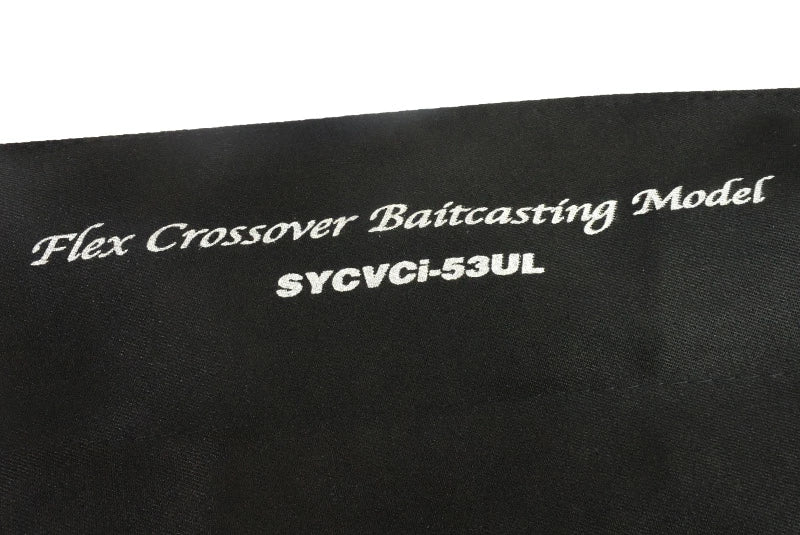 Flex Crossover Baitcasting Model
SYCVCi-53UL